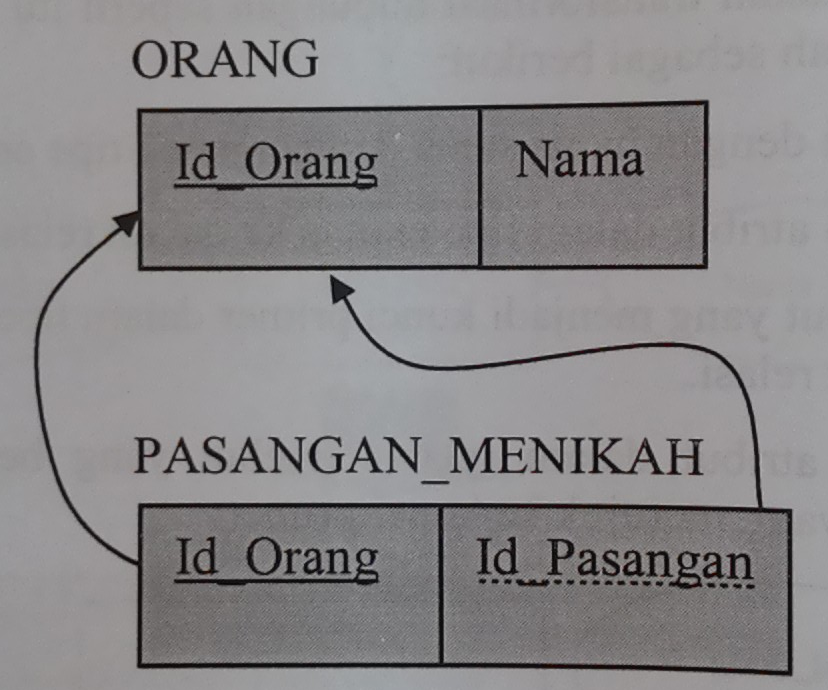 ORANG
Id_Orang Nama
PASANGAN_MENIKAH
Id_Orang Id_Pasangan